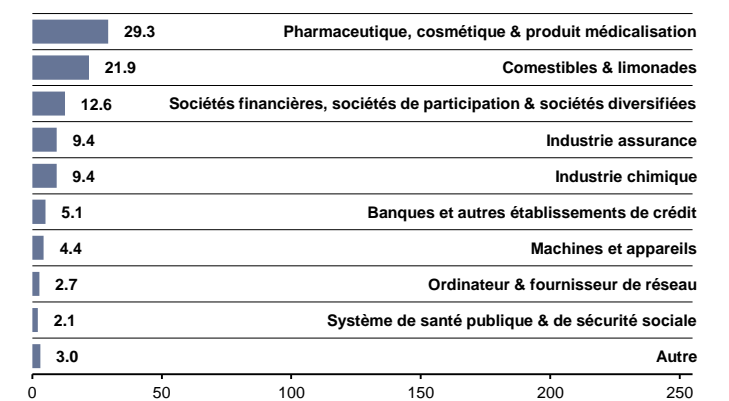 29.3 Pharmaceutique, cosmétique & produit médicalisation
21.9 Comestibles & limonades
12.6 Sociétés financières, sociétés de participation & sociétés diversifiées
9.4 Industrie assurance
9.4 Industrie chimique
5.1 Banques et autres établissements de crédit
4.4 Machines et appareils
2.7 Ordinateur & fournisseur de réseau
2.1 Système de santé publique & de sécurité sociale
3.0 Autre
0 50 100 150 200 250